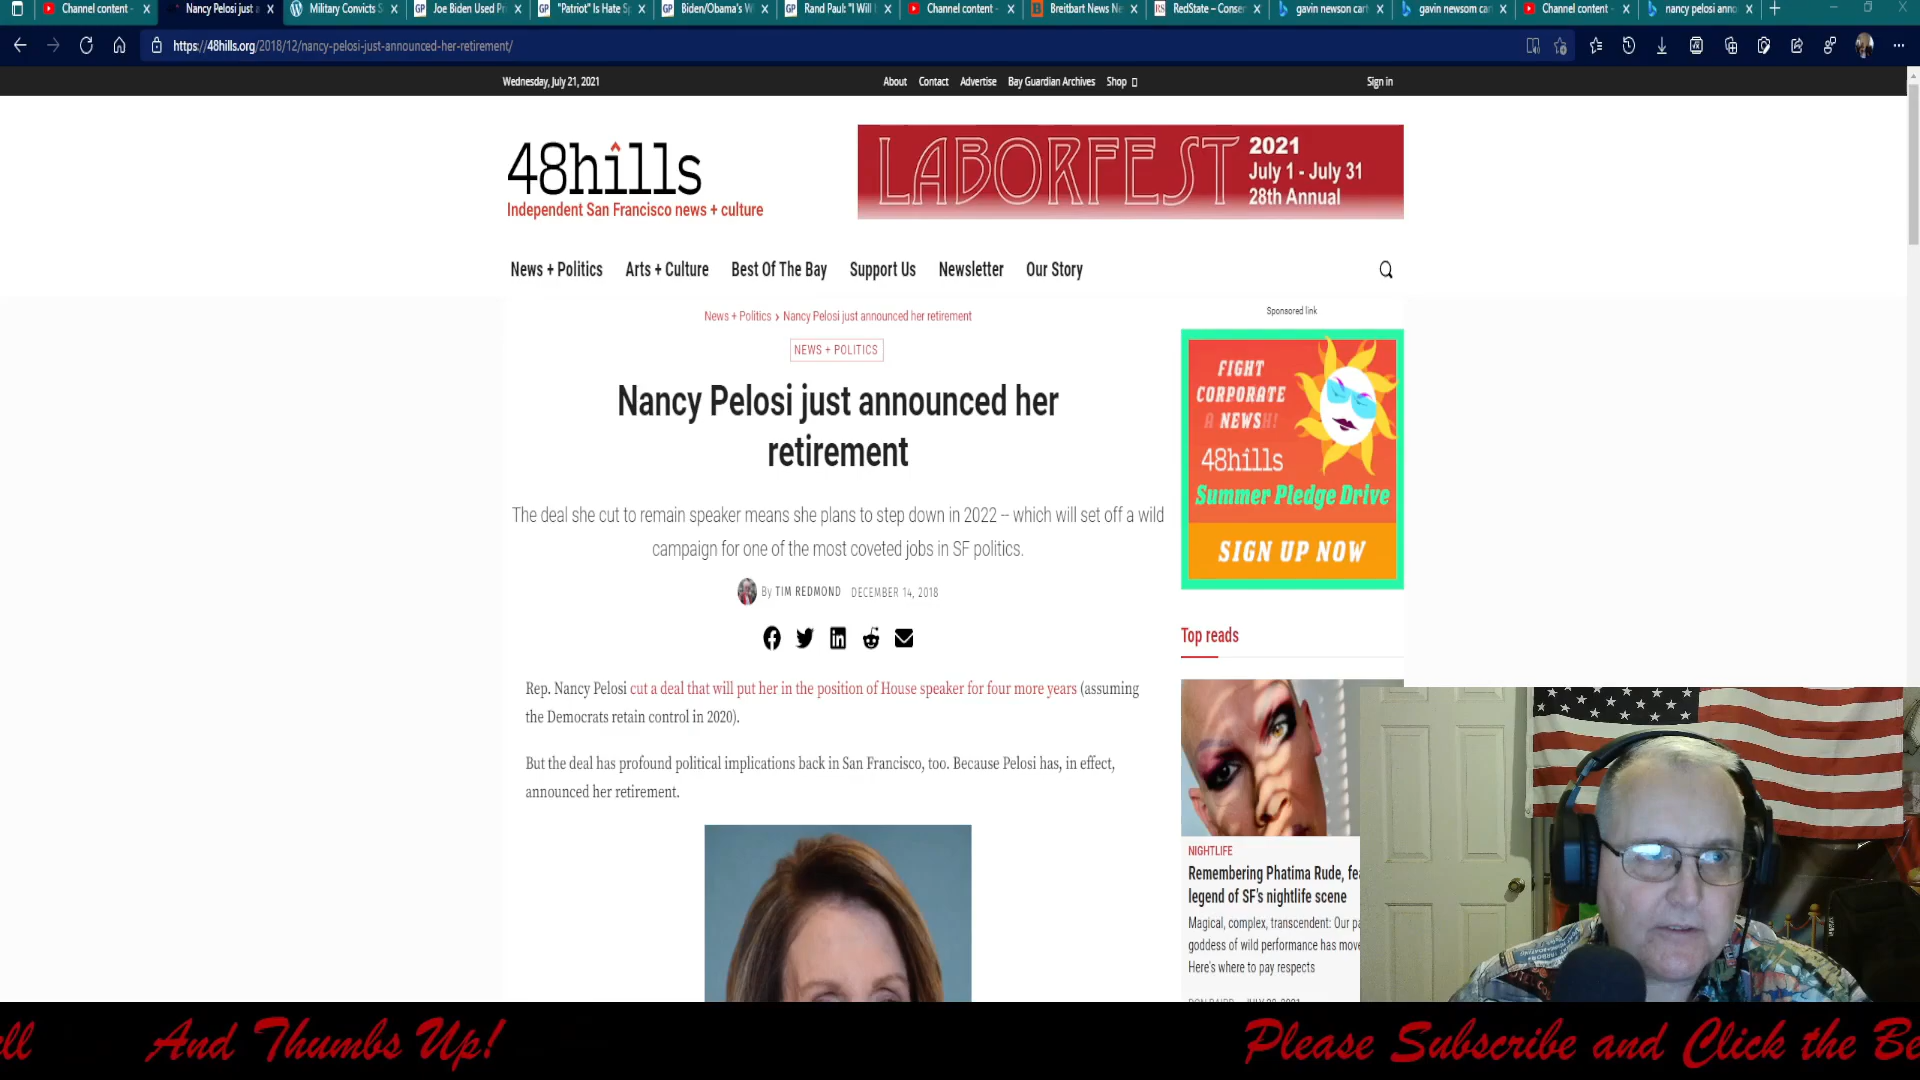 Channel content -
Nancy Pelosi just a
Military Convicts S
Joe Biden Used Pr
"Patriot" Is Hate Sp
Biden/Obama's W
Rand Paul: "I Will
Channel content -
Breitbart News Ne
RedState – Conser
gavin newson cart
gavin newsom car
Channel content -
nancy pelosi anno
https://48hills.org/2018/12/nancy-pelosi-just-announced-her-retirement/
Wednesday, July 21, 2021
About Contact Advertise Bay Guardian Archives Shop
Sign in
48hills
Independent San Francisco news + culture
LABORFEST
2021
July 1 - July 31
28th Annual
News + Politics Arts + Culture Best Of The Bay Support Us Newsletter Our Story
News + Politics › Nancy Pelosi just announced her retirement
NEWS + POLITICS
Nancy Pelosi just announced her
retirement
The deal she cut to remain speaker means she plans to step down in 2022 – which will set off a wild
campaign for one of the most coveted jobs in SF politics.
By TIM REDMOND DECEMBER 14, 2018
Rep. Nancy Pelosi cut a deal that will put her in the position of House speaker for four more years (assuming
the Democrats retain control in 2020).
But the deal has profound political implications back in San Francisco, too. Because Pelosi has, in effect,
announced her retirement.
Sponsored link
FIGHT
CORPORATE
A NEWSH!
48hills
Summer Pledge Drive
SIGN UP NOW
Top reads
NIGHTLIFE
Remembering Phatima Rude, fea
legend of SF's nightlife scene
Magical, complex, transcendent: Our pa
goddess of wild performance has move
Here's where to pay respects
ell And Thumbs Up! Please Subscribe and Click the Be